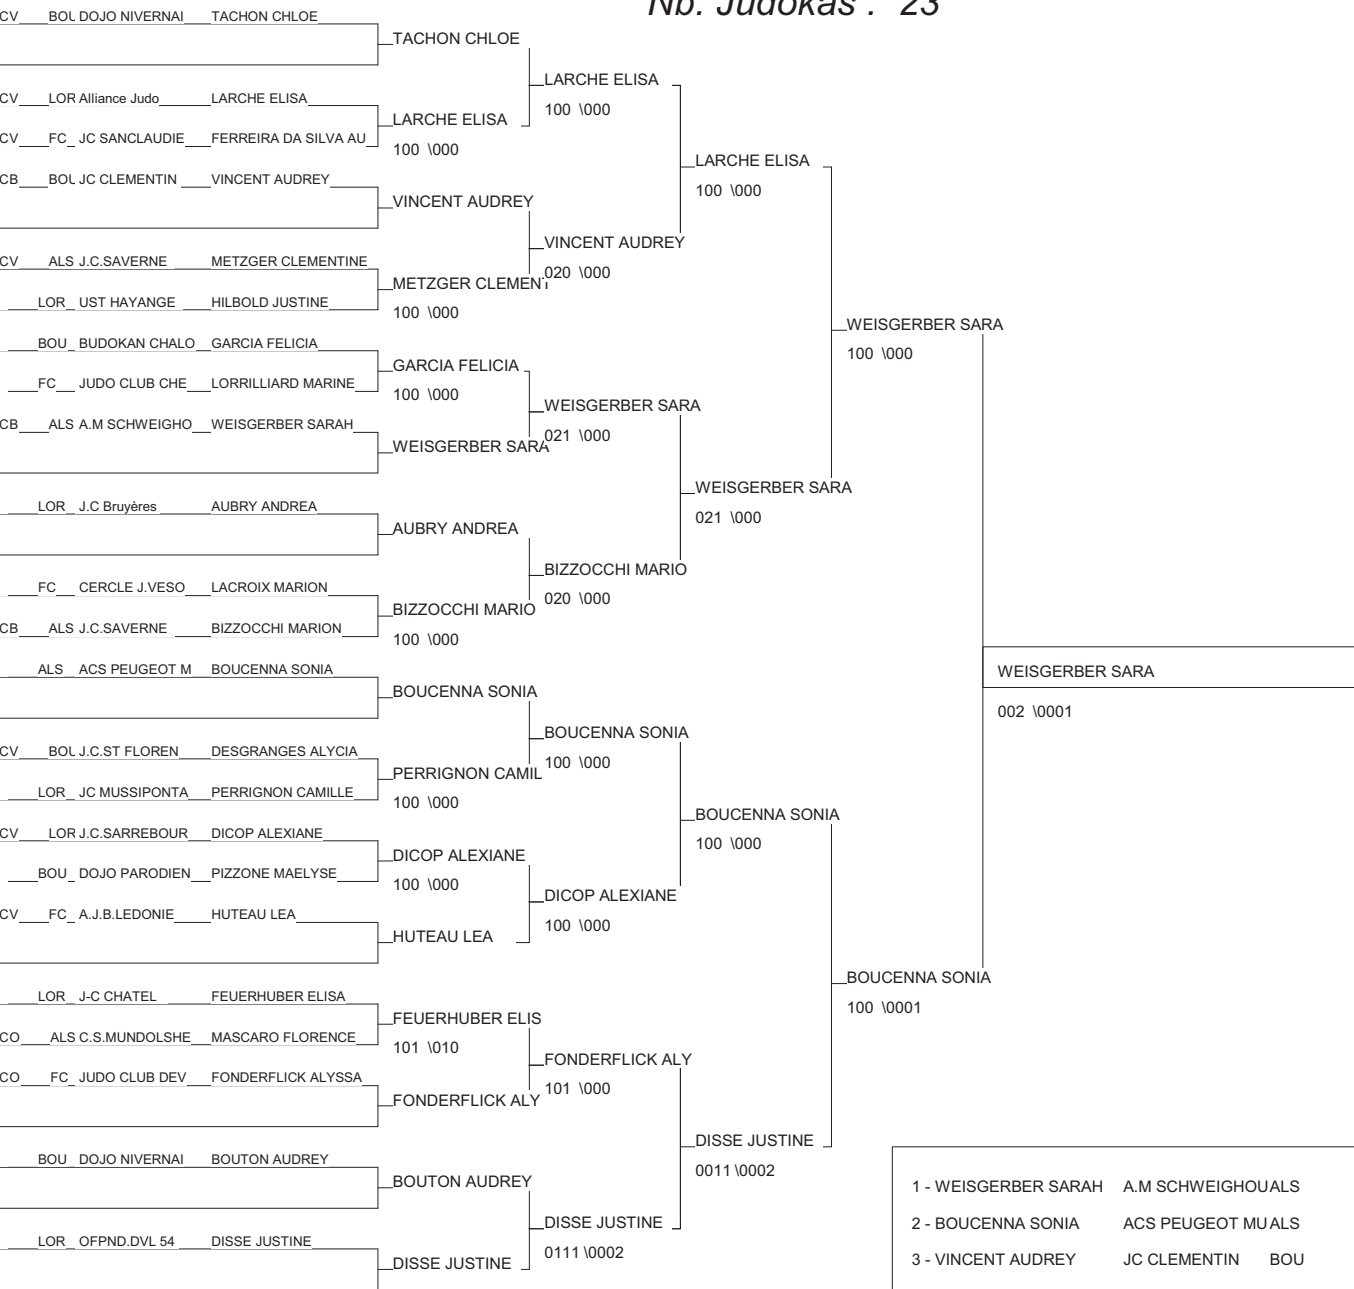 Nb. Judokas : 23
CV BOU DOJO NIVERNAI TACHON CHLOE
TACHON CHLOE
LARCHE ELISA
100 \000
CV LOR Alliance Judo LARCHE ELISA
LARCHE ELISA
100 \000
CV FC JC SANCLAUDIE FERREIRA DA SILVA AU
LARCHE ELISA
100 \000
CB BOU JC CLEMENTIN VINCENT AUDREY
VINCENT AUDREY
VINCENT AUDREY
020 \000
CV ALS J.C.SAVERNE METZGER CLEMENTINE
METZGER CLEMENT
100 \000
LOR UST HAYANGE HILBOLD JUSTINE
WEISGERBER SARA
100 \000
BOU BUDOKAN CHALO GARCIA FELICIA
GARCIA FELICIA
100 \000
FC JUDO CLUB CHE LORRILLIARD MARINE
WEISGERBER SARA
021 \000
CB ALS A.M SCHWEIGHO WEISGERBER SARAH
WEISGERBER SARA
WEISGERBER SARA
021 \000
LOR J.C Bruyères AUBRY ANDREA
AUBRY ANDREA
BIZZOCCHI MARIO
020 \000
FC CERCLE J.VESO LACROIX MARION
BIZZOCCHI MARIO
100 \000
CB ALS J.C.SAVERNE BIZZOCCHI MARION
ALS ACS PEUGEOT M BOUCENNA SONIA
WEISGERBER SARA
002 \0001
BOUCENNA SONIA
BOUCENNA SONIA
100 \000
CV BOU J.C.ST FLOREN DESGRANGES ALYCIA
PERRIGNON CAMIL
100 \000
LOR JC MUSSIPONTA PERRIGNON CAMILLE
BOUCENNA SONIA
100 \000
CV LOR J.C.SARREBOUR DICOP ALEXIANE
DICOP ALEXIANE
100 \000
BOU DOJO PARODIEN PIZZONE MAELYSE
DICOP ALEXIANE
100 \000
CV FC A.J.B.LEDONIE HUTEAU LEA
HUTEAU LEA
BOUCENNA SONIA
100 \0001
LOR J-C CHATEL FEUERHUBER ELISA
FEUERHUBER ELIS
101 \010
CO ALS C.S.MUNDOLSHE MASCARO FLORENCE
FONDERFLICK ALY
101 \000
CO FC JUDO CLUB DEV FONDERFLICK ALYSSA
FONDERFLICK ALY
DISSE JUSTINE
0011 \0002
BOU DOJO NIVERNAI BOUTON AUDREY
BOUTON AUDREY
DISSE JUSTINE
0111 \0002
LOR OFPND.DVL 54 DISSE JUSTINE
DISSE JUSTINE
1 - WEISGERBER SARAH A.M SCHWEIGHOU ALS
2 - BOUCENNA SONIA ACS PEUGEOT MU ALS
3 - VINCENT AUDREY JC CLEMENTIN BOU